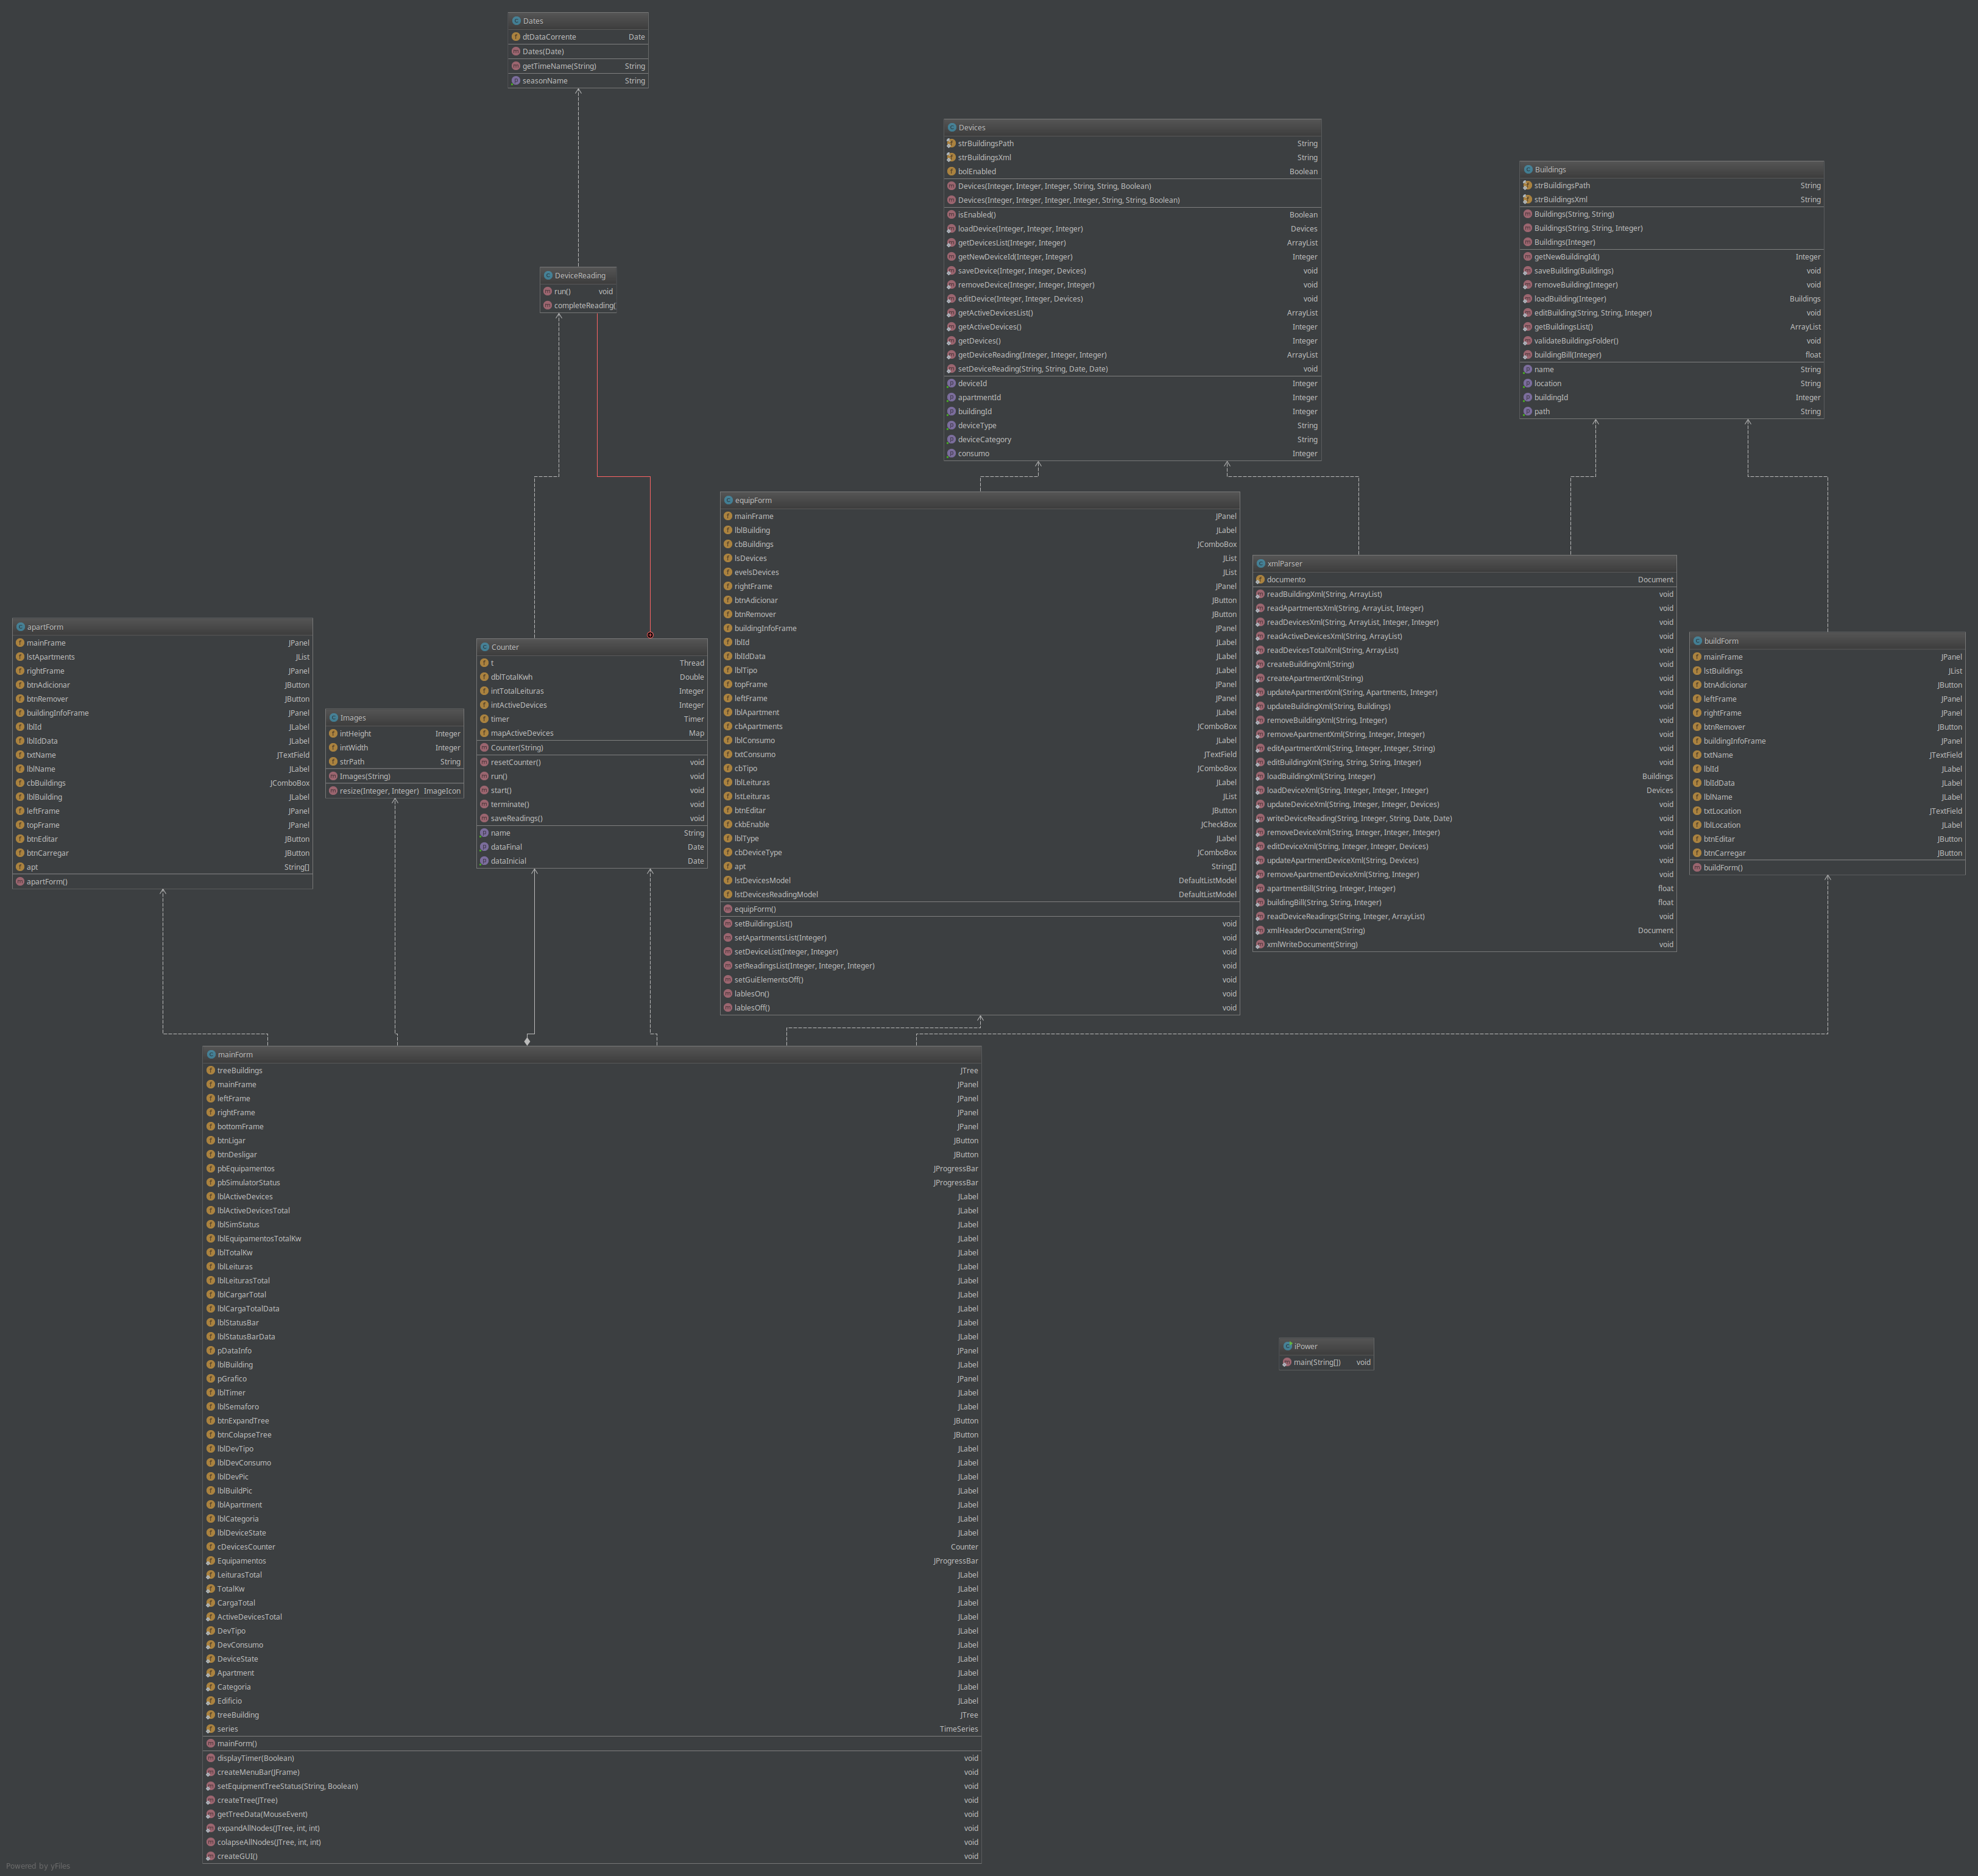 Dates
dtDataCorrente Date
Dates(Date)
getTimeName(String) String
seasonName String
Devices
strBuildingsPath String
strBuildingsXml String
bolEnabled Boolean
Devices(Integer, Integer, Integer, String, String, Boolean)
Devices(Integer, Integer, Integer, Integer, String, String, Boolean)
isEnabled() Boolean
loadDevice(Integer, Integer, Integer) Devices
getDevicesList(Integer, Integer) ArrayList
getNewDeviceId(Integer, Integer) Integer
saveDevice(Integer, Integer, Devices) void
removeDevice(Integer, Integer, Integer) void
editDevice(Integer, Integer, Devices) void
getActiveDevicesList() ArrayList
getActiveDevices() Integer
getDevices() Integer
getDeviceReading(Integer, Integer, Integer) ArrayList
setDeviceReading(String, String, Date, Date) void
deviceId Integer
apartmentId Integer
buildingId Integer
deviceType String
deviceCategory String
consumo Integer
Buildings
strBuildingsPath String
strBuildingsXml String
Buildings(String, String)
Buildings(String, String, Integer)
Buildings(Integer)
getNewBuildingId() Integer
saveBuilding(Buildings) void
removeBuilding(Integer) void
loadBuilding(Integer) Buildings
editBuilding(String, String, Integer) void
getBuildingsList() ArrayList
validateBuildingsFolder() void
buildingBill(Integer) float
name String
location String
buildingId Integer
path String
DeviceReading
run() void
completeReading(
equipForm
mainFrame JPanel
lblBuilding JLabel
cbBuildings JComboBox
lsDevices JList
evelsDevices JList
rightFrame JPanel
btnAdicionar JButton
btnRemover JButton
buildingInfoFrame JPanel
lblId JLabel
lblIdData JLabel
lblTipo JLabel
topFrame JPanel
leftFrame JPanel
lblApartment JLabel
cbApartments JComboBox
lblConsumo JLabel
txtConsumo JTextField
cbTipo JComboBox
lblLeituras JLabel
lstLeituras JList
btnEditar JButton
ckbEnable JCheckBox
lblType JLabel
cbDeviceType JComboBox
apt String[]
lstDevicesModel DefaultListModel
lstDevicesReadingModel DefaultListModel
equipForm()
setBuildingsList() void
setApartmentsList(Integer) void
setDeviceList(Integer, Integer) void
setReadingsList(Integer, Integer, Integer) void
setGuiElementsOff() void
lablesOn() void
lablesOff() void
xmlParser
documento Document
readBuildingXml(String, ArrayList) void
readApartmentsXml(String, ArrayList, Integer) void
readDevicesXml(String, ArrayList, Integer, Integer) void
readActiveDevicesXml(String, ArrayList) void
readDevicesTotalXml(String, ArrayList) void
createBuildingXml(String) void
createApartmentXml(String) void
updateApartmentXml(String, Apartments, Integer) void
updateBuildingXml(String, Buildings) void
removeBuildingXml(String, Integer) void
removeApartmentXml(String, Integer, Integer) void
editApartmentXml(String, Integer, Integer, String) void
editBuildingXml(String, String, String, Integer) void
loadBuildingXml(String, Integer) Buildings
loadDeviceXml(String, Integer, Integer, Integer) Devices
updateDeviceXml(String, Integer, Integer, Devices) void
writeDeviceReading(String, Integer, String, Date, Date) void
removeDeviceXml(String, Integer, Integer, Integer) void
editDeviceXml(String, Integer, Integer, Devices) void
updateApartmentDeviceXml(String, Devices) void
removeApartmentDeviceXml(String, Integer) void
apartmentBill(String, Integer, Integer) float
buildingBill(String, String, Integer) float
readDeviceReadings(String, Integer, ArrayList) void
xmlHeaderDocument(String) Document
xmlWriteDocument(String) void
apartForm
mainFrame JPanel
lstApartments JList
rightFrame JPanel
btnAdicionar JButton
btnRemover JButton
buildingInfoFrame JPanel
lblId JLabel
lblIdData JLabel
txtName JTextField
lblName JLabel
cbBuildings JComboBox
lblBuilding JLabel
leftFrame JPanel
topFrame JPanel
btnEditar JButton
btnCarregar JButton
apt String[]
apartForm()
Images
intHeight Integer
intWidth Integer
strPath String
Images(String)
resize(Integer, Integer) ImageIcon
Counter
t Thread
dblTotalKwh Double
intTotalLeituras Integer
intActiveDevices Integer
timer Timer
mapActiveDevices Map
Counter(String)
resetCounter() void
run() void
start() void
terminate() void
saveReadings() void
name String
dataFinal Date
dataInicial Date
buildForm
mainFrame JPanel
lstBuildings JList
btnAdicionar JButton
leftFrame JPanel
rightFrame JPanel
btnRemover JButton
buildingInfoFrame JPanel
txtName JTextField
lblId JLabel
lblIdData JLabel
lblName JLabel
txtLocation JTextField
lblLocation JLabel
btnEditar JButton
btnCarregar JButton
buildForm()
mainForm
treeBuildings JTree
mainFrame JPanel
leftFrame JPanel
rightFrame JPanel
bottomFrame JPanel
btnLigar JButton
btnDesligar JButton
pbEquipamentos JProgressBar
pbSimulatorStatus JProgressBar
lblActiveDevices JLabel
lblActiveDevicesTotal JLabel
lblSimStatus JLabel
lblEquipamentosTotalKw JLabel
lblTotalKw JLabel
lblLeituras JLabel
lblLeiturasTotal JLabel
lblCargarTotal JLabel
lblCargaTotalData JLabel
lblStatusBar JLabel
lblStatusBarData JLabel
pDataInfo JPanel
lblBuilding JLabel
pGrafico JPanel
lblTimer JLabel
lblSemaforo JLabel
btnExpandTree JButton
btnColapseTree JButton
lblDevTipo JLabel
lblDevConsumo JLabel
lblDevPic JLabel
lblBuildPic JLabel
lblApartment JLabel
lblCategoria JLabel
lblDeviceState JLabel
cDevicesCounter Counter
Equipamentos JProgressBar
LeiturasTotal JLabel
TotalKw JLabel
CargaTotal JLabel
ActiveDevicesTotal JLabel
DevTipo JLabel
DevConsumo JLabel
DeviceState JLabel
Apartment JLabel
Categoria JLabel
Edificio JLabel
treeBuilding JTree
series TimeSeries
mainForm()
displayTimer(Boolean) void
createMenuBar(JFrame) void
setEquipmentTreeStatus(String, Boolean) void
createTree(JTree) void
getTreeData(MouseEvent) void
expandAllNodes(JTree, int, int) void
colapseAllNodes(JTree, int, int) void
createGUI() void
iPower
main(String[]) void
Powered by yFiles